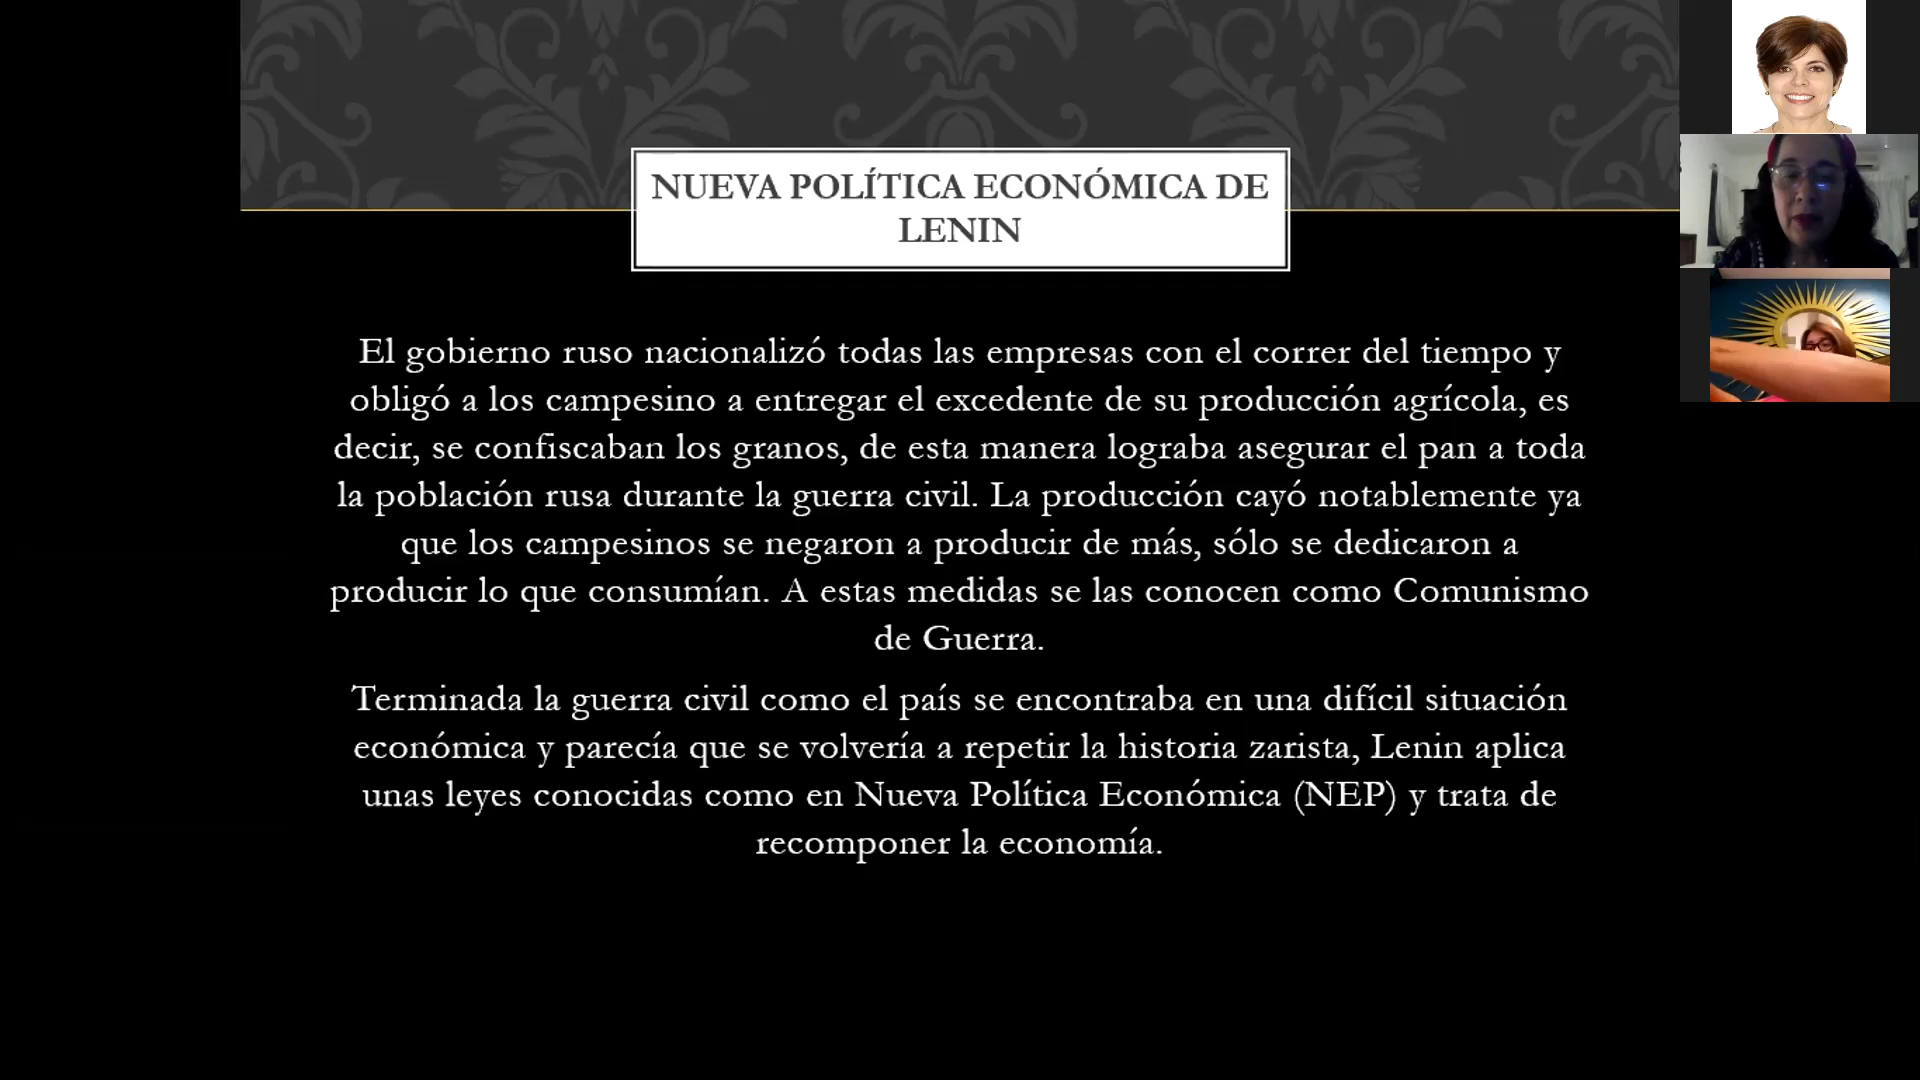 NUEVA POLÍTICA ECONÓMICA DE
LENIN
El gobierno ruso nacionalizó todas las empresas con el correr del tiempo y
obligó a los campesino a entregar el excedente de su producción agrícola, es
decir, se confiscaban los granos, de esta manera lograba asegurar el pan a toda
la población rusa durante la guerra civil. La producción cayó notablemente ya
que los campesinos se negaron a producir de más, sólo se dedicaron a
producir lo que consumían. A estas medidas se las conocen como Comunismo
de Guerra.
Terminada la guerra civil como el país se encontraba en una difícil situación
económica y parecía que se volvería a repetir la historia zarista, Lenin aplica
unas leyes conocidas como en Nueva Política Económica (NEP) y trata de
recomponer la economía.